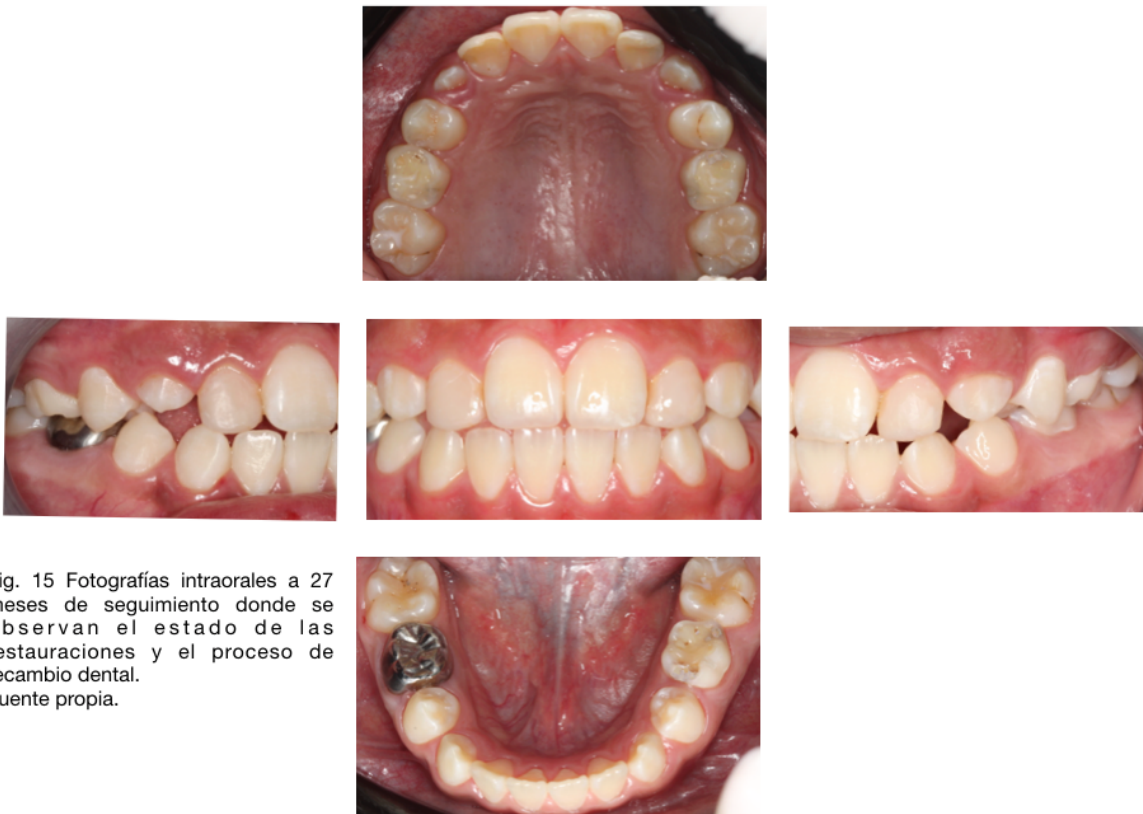 ig. 15 Fotografías intraorales a 27
meses de seguimiento donde se
bservan el estado de las
estauraciones y el proceso de
ecambio dental.
uente propia.